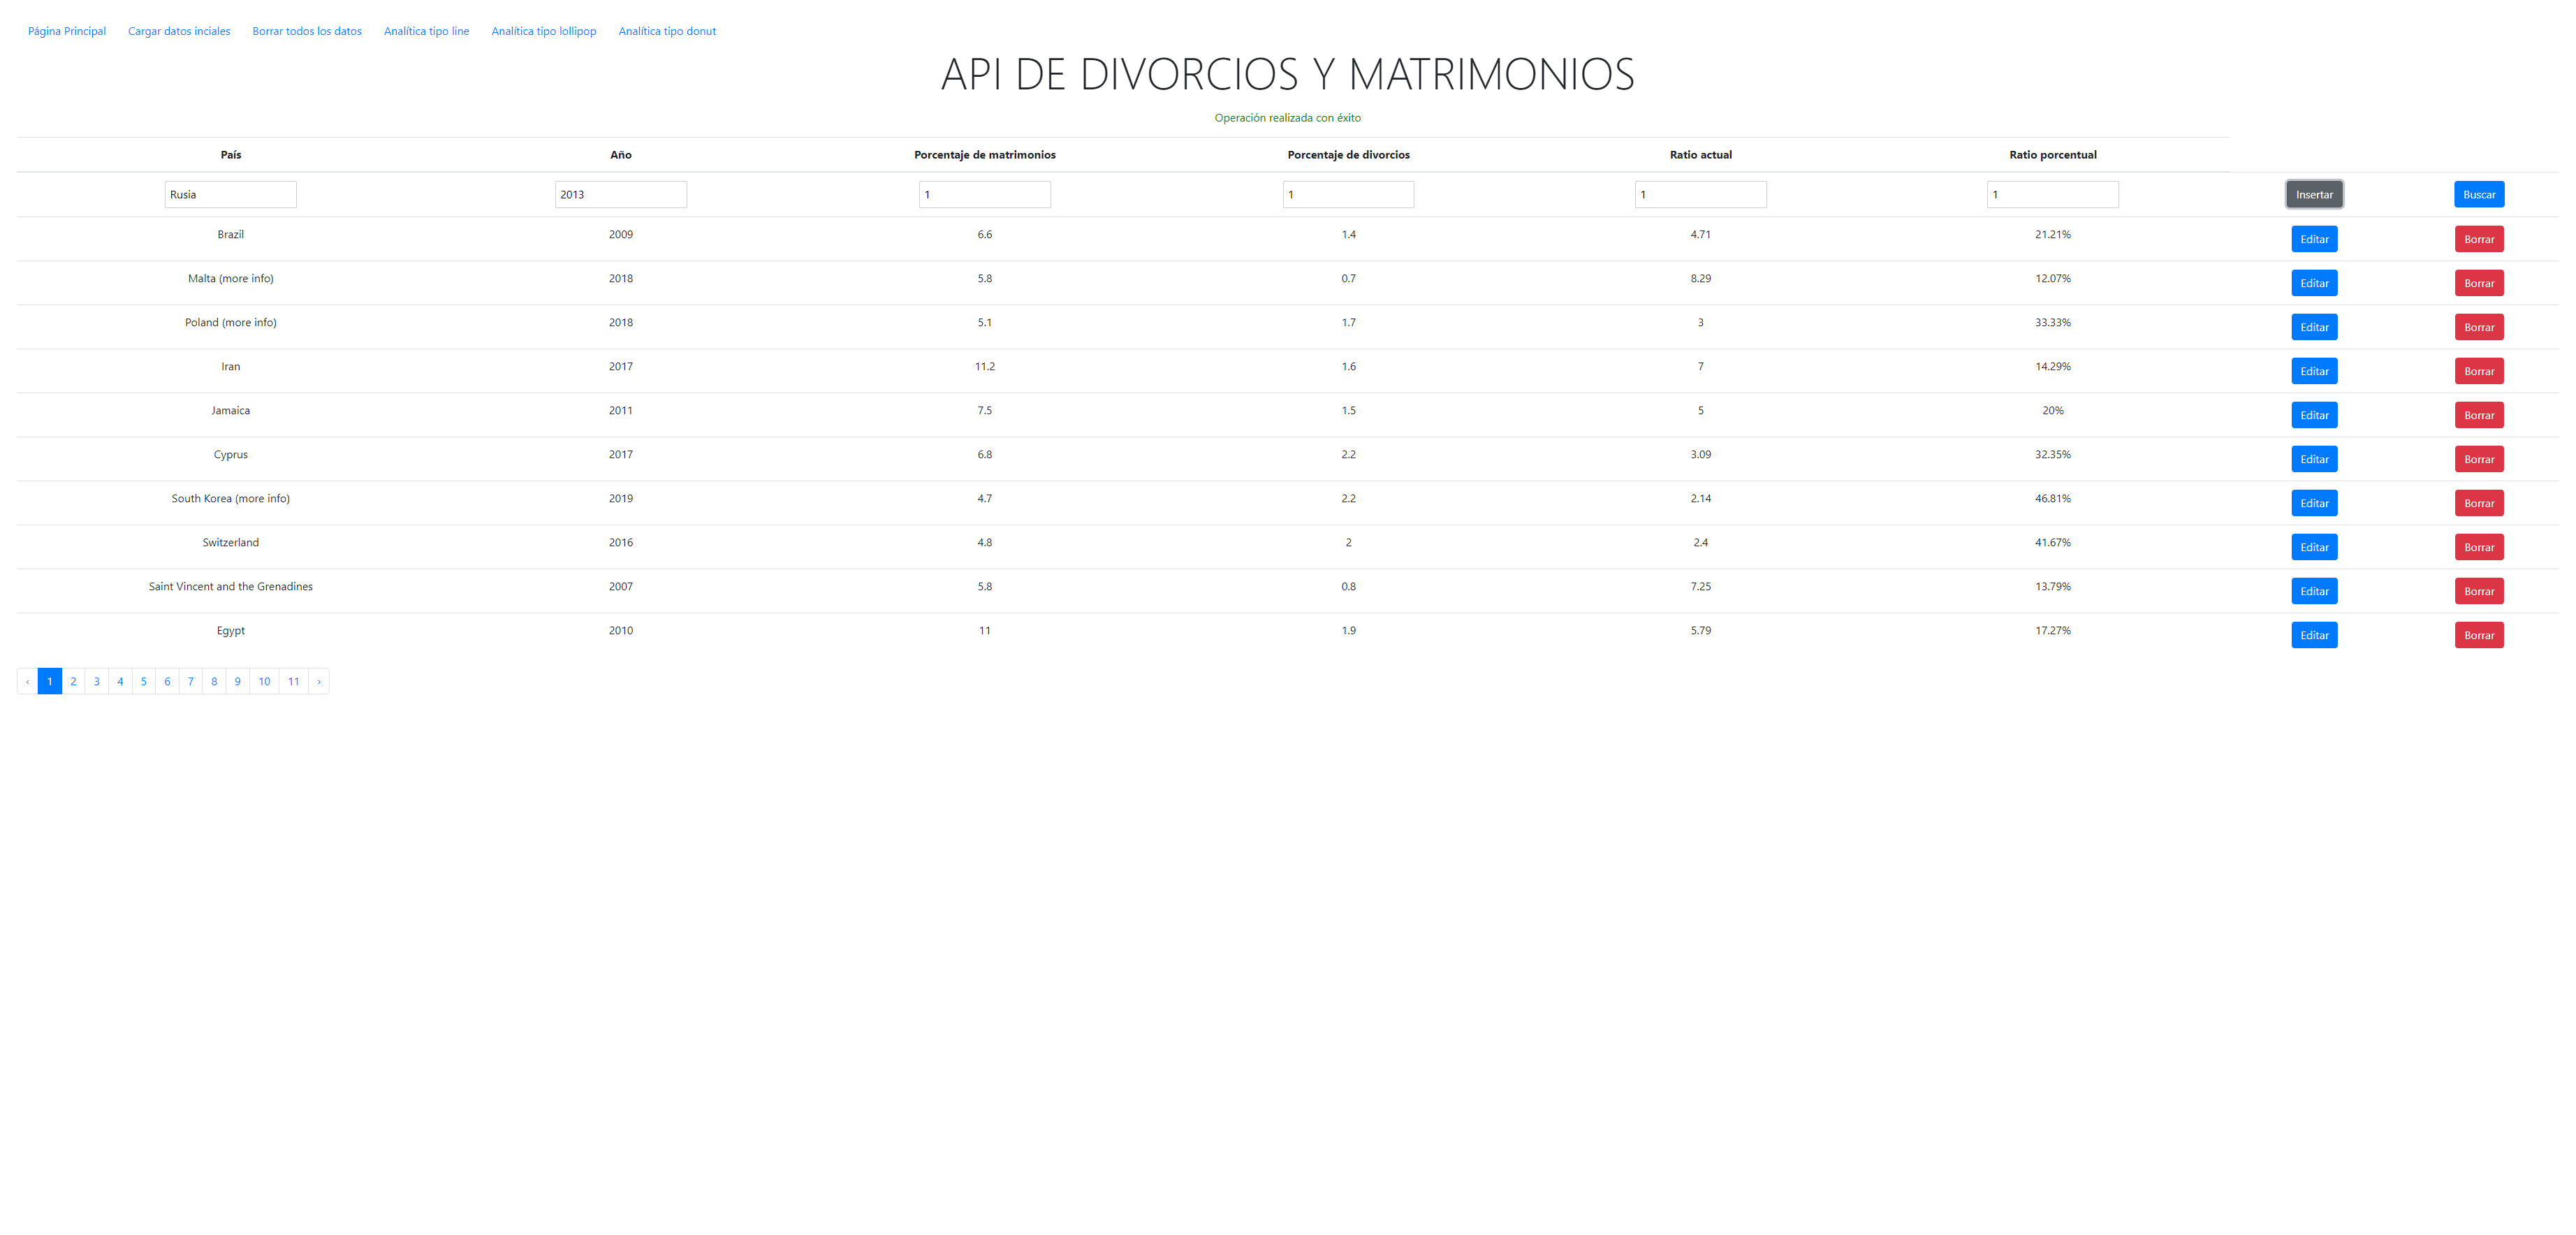 Página Principal Cargar datos inciales Borrar todos los datos Analítica tipo line Analítica tipo lollipop Analítica tipo donut
API DE DIVORCIOS Y MATRIMONIOS
Operación realizada con éxito
País Año Porcentaje de matrimonios Porcentaje de divorcios Ratio actual Ratio porcentual
Rusia 2013 1 1 1 1 Insertar Buscar
Brazil 2009 6.6 1.4 4.71 21.21% Editar Borrar
Malta (more info) 2018 5.8 0.7 8.29 12.07% Editar Borrar
Poland (more info) 2018 5.1 1.7 3 33.33% Editar Borrar
Iran 2017 11.2 1.6 7 14.29% Editar Borrar
Jamaica 2011 7.5 1.5 5 20% Editar Borrar
Cyprus 2017 6.8 2.2 3.09 32.35% Editar Borrar
South Korea (more info) 2019 4.7 2.2 2.14 46.81% Editar Borrar
Switzerland 2016 4.8 2 2.4 41.67% Editar Borrar
Saint Vincent and the Grenadines 2007 5.8 0.8 7.25 13.79% Editar Borrar
Egypt 2010 11 1.9 5.79 17.27% Editar Borrar
‹ 1 2 3 4 5 6 7 8 9 10 11 ›